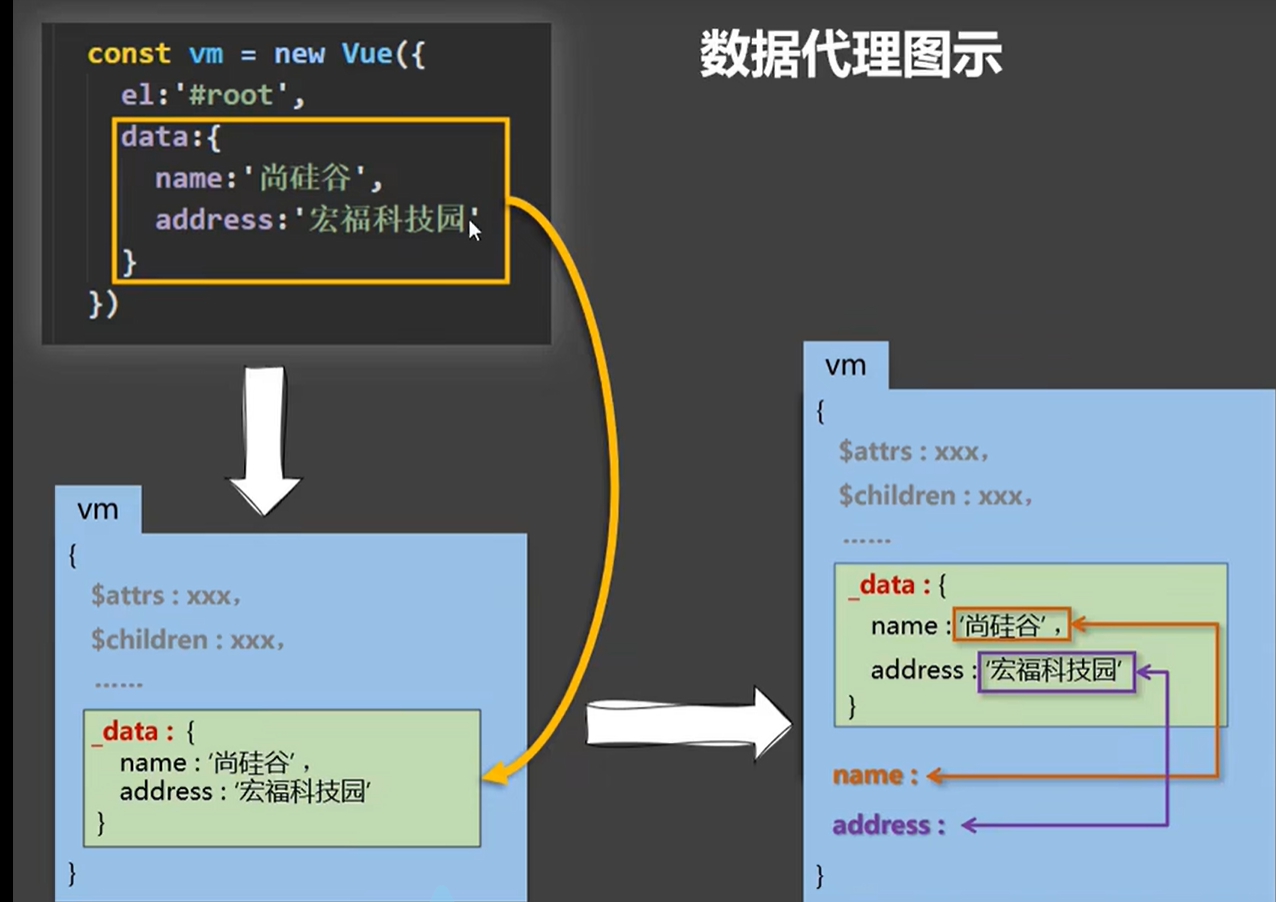 const vm = new Vue({
el:'#root',
data:{
name:'尚硅谷',
address:'宏福科技园'
}
})
数据代理图示
vm
{
$attrs : xxx，
$children : xxx，
……
_data : {
name : ‘尚硅谷’，
address : ‘宏福科技园’
}
}
vm
{
$attrs : xxx，
$children : xxx，
……
_data : {
name : ‘尚硅谷’，
address : ‘宏福科技园’
}
name :
address :
}